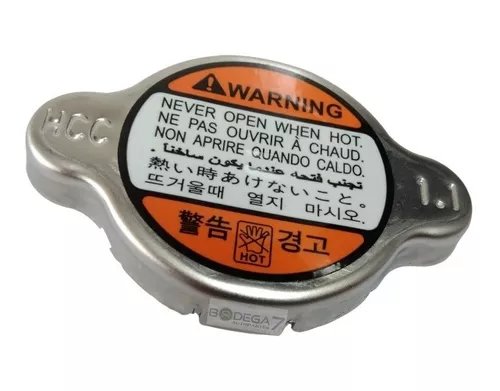 HCC
⚠WARNING
NEVER OPEN WHEN HOT.
NE PAS OUVRIR À CHAUD.
NON APRIRE QUANDO CALDO.
تجنب فتحه عندما يكون ساخنا.
熱い時あけないこと。
뜨거울때 열지 마시오.
警告 HOT 경고
1.1
BODEGA 7